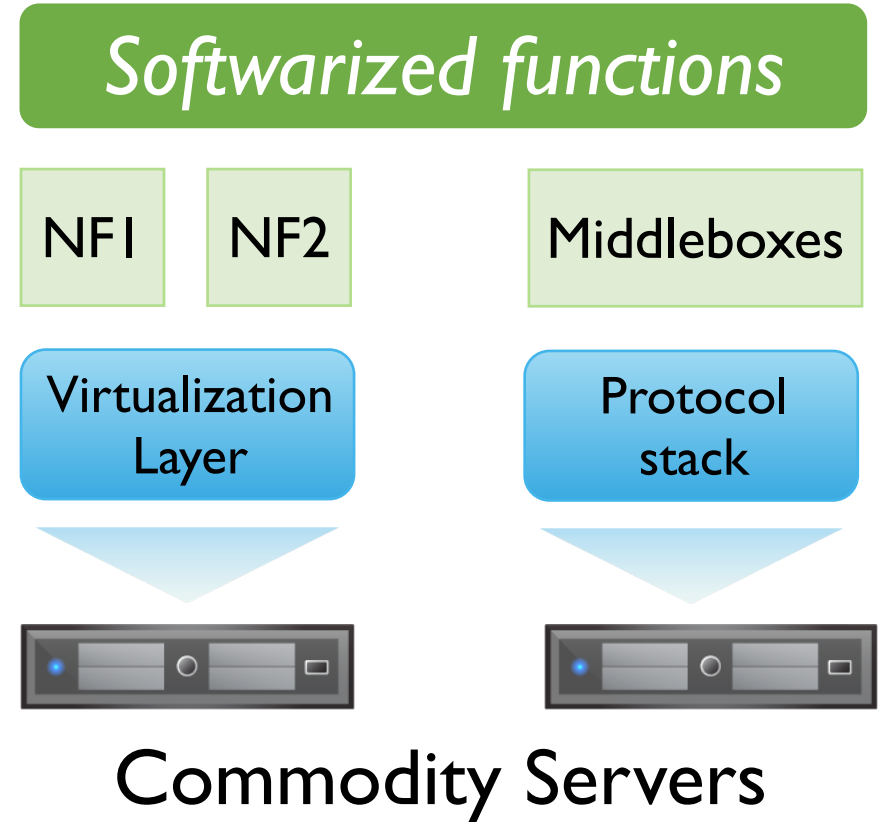 Softwarized functions
NF1 NF2 Middleboxes
Virtualization
Layer
Protocol
stack
Commodity Servers